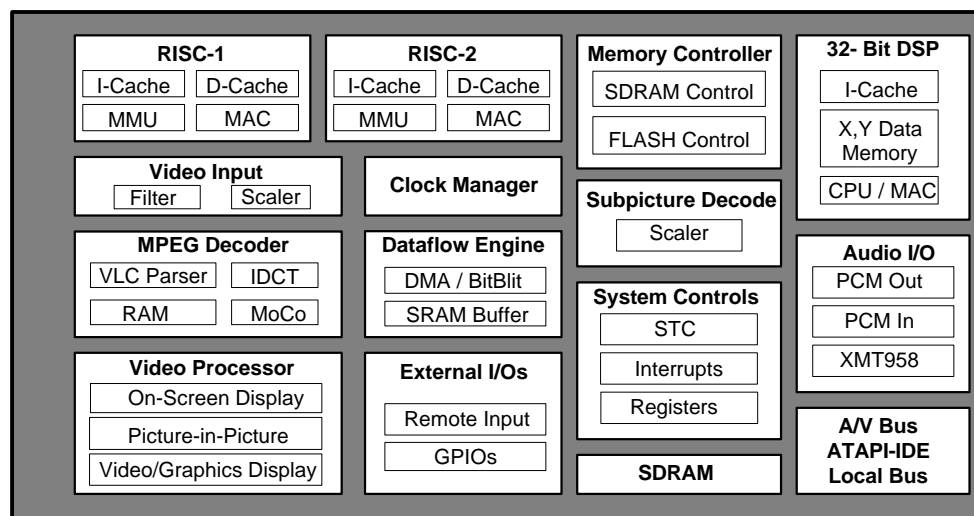 RISC-1
I-Cache
D-Cache
MMU
MAC
RISC-2
I-Cache
D-Cache
MMU
MAC
Memory Controller
SDRAM Control
FLASH Control
32- Bit DSP
I-Cache
X,Y Data
Memory
CPU / MAC
Video Input
Filter
Scaler
Clock Manager
Subpicture Decode
Scaler
MPEG Decoder
VLC Parser
IDCT
RAM
MoCo
Dataflow Engine
DMA / BitBlit
SRAM Buffer
System Controls
STC
Interrupts
Registers
Audio I/O
PCM Out
PCM In
XMT958
Video Processor
On-Screen Display
Picture-in-Picture
Video/Graphics Display
External I/Os
Remote Input
GPIOs
SDRAM
A/V Bus
ATAPI-IDE
Local Bus